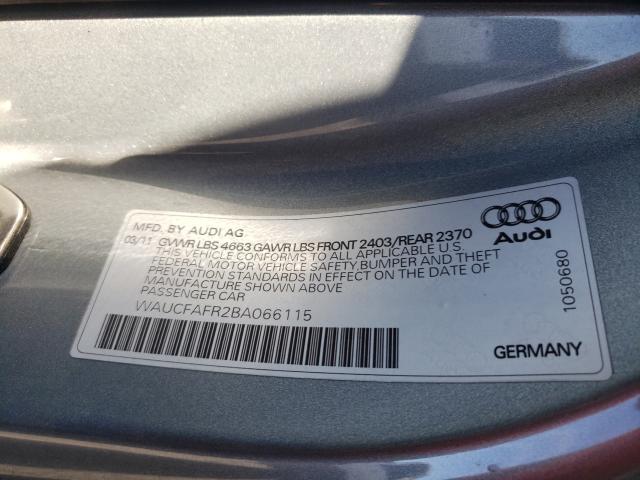 MFD. BY AUDI AG
03/11 GVWR LBS 4663 GAWR LBS FRONT 2403/REAR 2370
THIS VEHICLE CONFORMS TO ALL APPLICABLE U.S.
FEDERAL MOTOR VEHICLE SAFETY, BUMPER AND THEFT
PREVENTION STANDARDS IN EFFECT ON THE DATE OF
MANUFACTURE SHOWN ABOVE
PASSENGER CAR
WAUCFAFR2BA066115
Audi
1050680
GERMANY